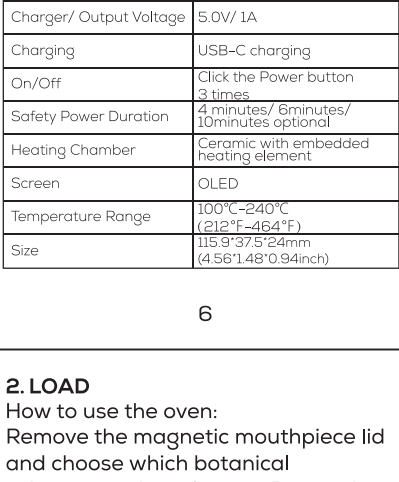 Charger/ Output Voltage 5.0V/ 1A
Charging USB-C charging
On/Off Click the Power button
3 times
Safety Power Duration 4 minutes/ 6minutes/
10minutes optional
Heating Chamber Ceramic with embedded
heating element
Screen OLED
Temperature Range 100°C-240°C
(212°F-464°F)
Size 115.9*37.5*24mm
(4.56*1.48*0.94inch)
6
2. LOAD
How to use the oven:
Remove the magnetic mouthpiece lid
and choose which botanical